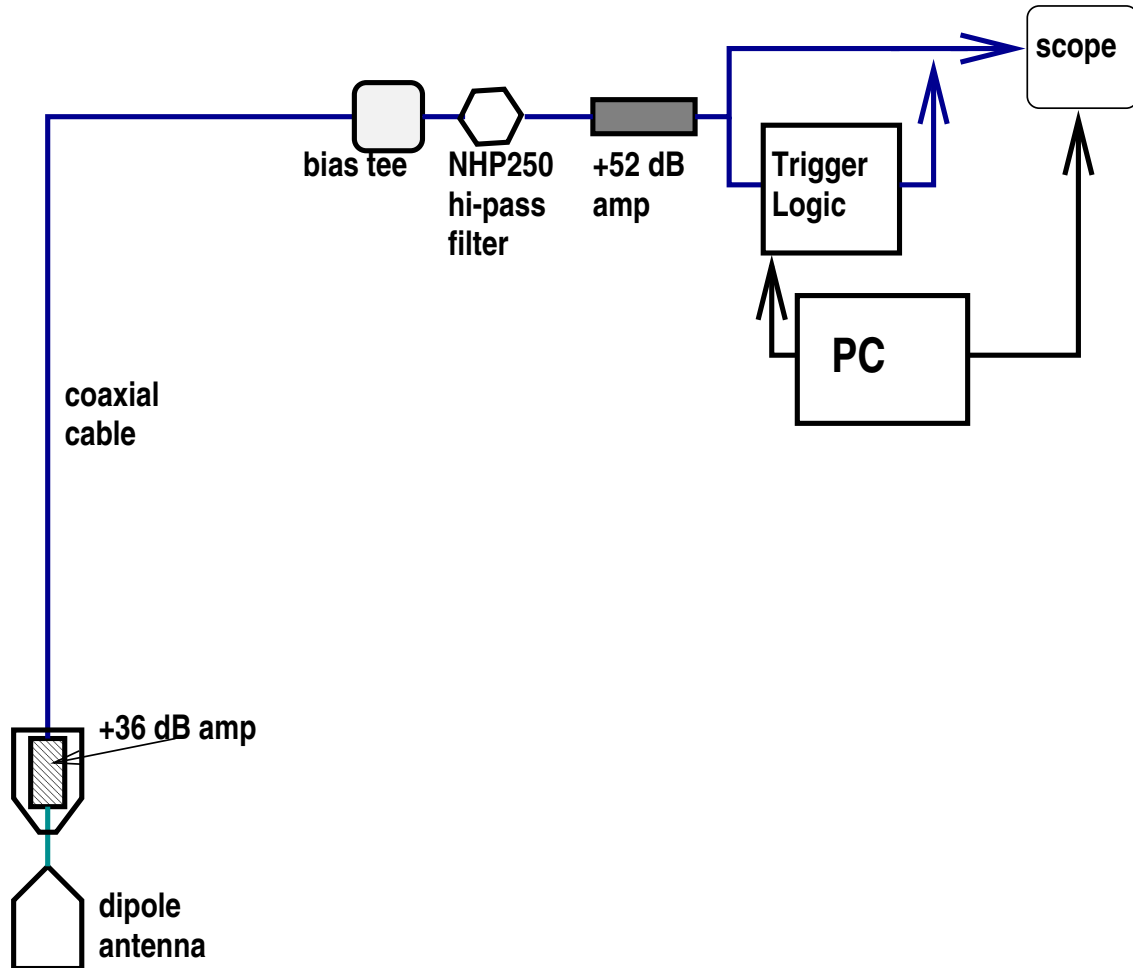 scope
bias tee
NHP250
hi-pass
filter
+52 dB
amp
Trigger
Logic
PC
coaxial
cable
+36 dB amp
dipole
antenna